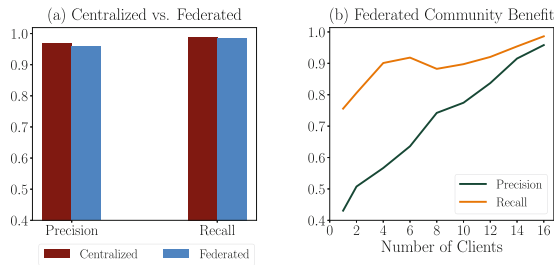 (a) Centralized vs. Federated
1.0
0.9
0.8
0.7
0.6
0.5
0.4
Precision Recall
Centralized Federated
(b) Federated Community Benefit
1.0
0.9
0.8
0.7
0.6
0.5
0.4
0 2 4 6 8 10 12 14 16
Number of Clients
Precision
Recall